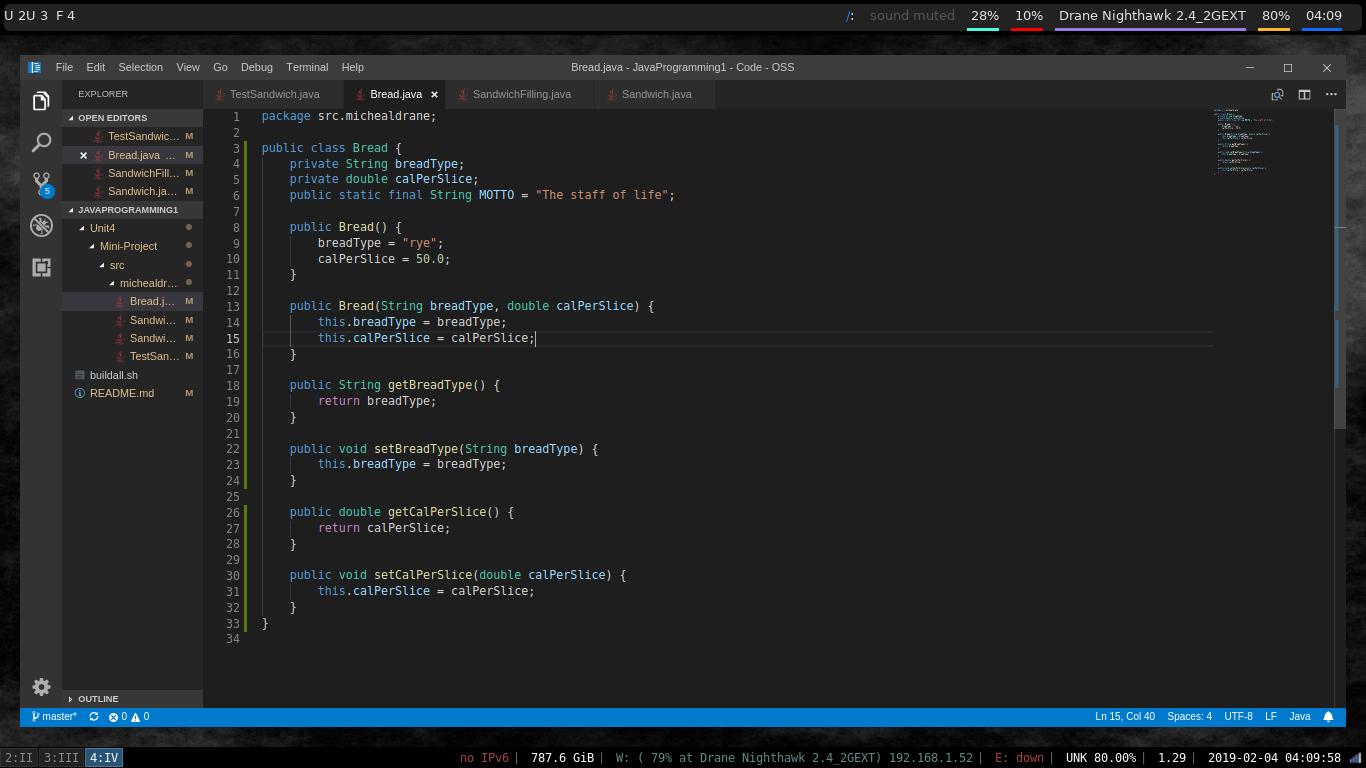 U 2U 3 F 4
/: sound muted 28% 10% Drane Nighthawk 2.4_2GEXT 80% 04:09
File Edit Selection View Go Debug Terminal Help
Bread.java - JavaProgramming1 - Code - OSS
EXPLORER
OPEN EDITORS
TestSandwic... M
Bread.java ... M
SandwichFill... M
Sandwich.ja... M
JAVAPROGRAMMING1
Unit4
Mini-Project
src
michealdr...
Bread.j... M
Sandwi... M
Sandwi... M
TestSan... M
buildall.sh
README.md M
OUTLINE
5
TestSandwich.java Bread.java SandwichFilling.java Sandwich.java
1 package src.michealdrane;
2
3 public class Bread {
4 private String breadType;
5 private double calPerSlice;
6 public static final String MOTTO = "The staff of life";
7
8 public Bread() {
9 breadType = "rye";
10 calPerSlice = 50.0;
11 }
12
13 public Bread(String breadType, double calPerSlice) {
14 this.breadType = breadType;
15 this.calPerSlice = calPerSlice;
16 }
17
18 public String getBreadType() {
19 return breadType;
20 }
21
22 public void setBreadType(String breadType) {
23 this.breadType = breadType;
24 }
25
26 public double getCalPerSlice() {
27 return calPerSlice;
28 }
29
30 public void setCalPerSlice(double calPerSlice) {
31 this.calPerSlice = calPerSlice;
32 }
33 }
34
master* 0 0 Ln 15, Col 40 Spaces: 4 UTF-8 LF Java
2:II 3:III 4:IV no IPv6 | 787.6 GiB | W: ( 79% at Drane Nighthawk 2.4_2GEXT) 192.168.1.52 | E: down | UNK 80.00% | 1.29 | 2019-02-04 04:09:58